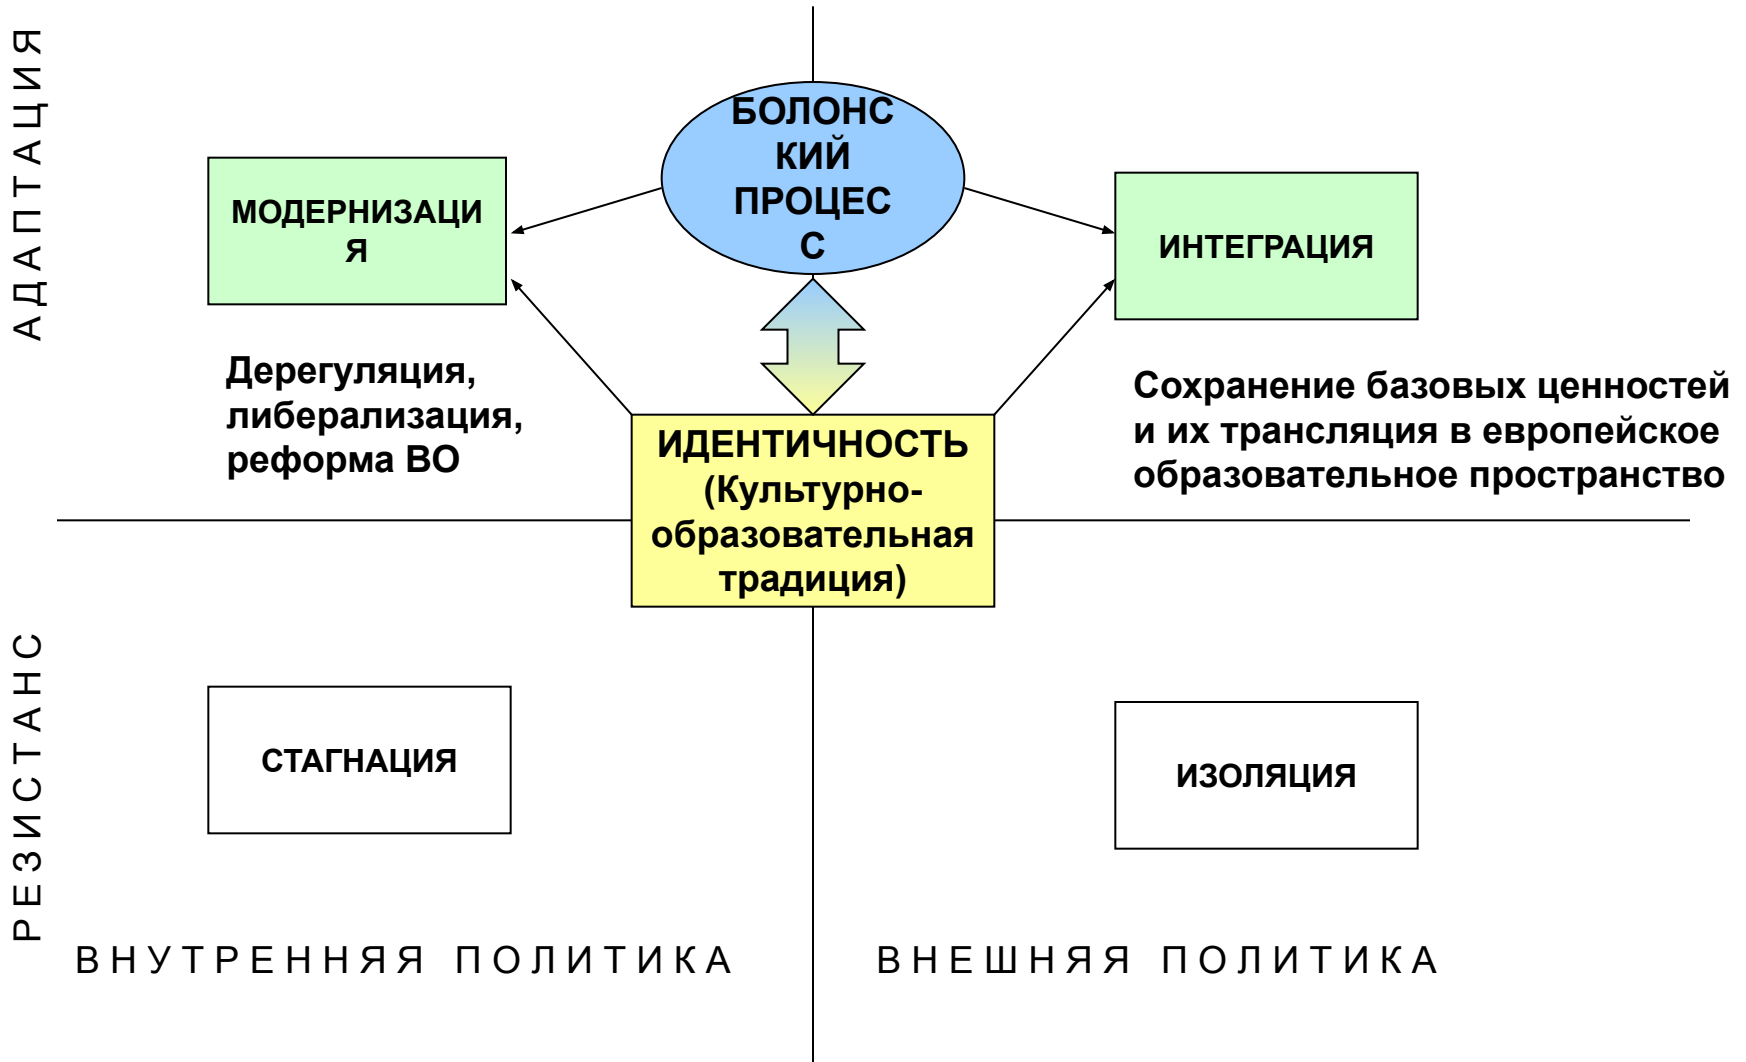 АДАПТАЦИЯ
БОЛОНС
КИЙ
ПРОЦЕС
С
МОДЕРНИЗАЦИ
Я
ИНТЕГРАЦИЯ
Дерегуляция,
либерализация,
реформа ВО
Сохранение базовых ценностей
и их трансляция в европейское
образовательное пространство
ИДЕНТИЧНОСТЬ
(Культурно-
образовательная
традиция)
РЕЗИСТАНС
СТАГНАЦИЯ
ИЗОЛЯЦИЯ
ВНУТРЕННЯЯ ПОЛИТИКА
ВНЕШНЯЯ ПОЛИТИКА